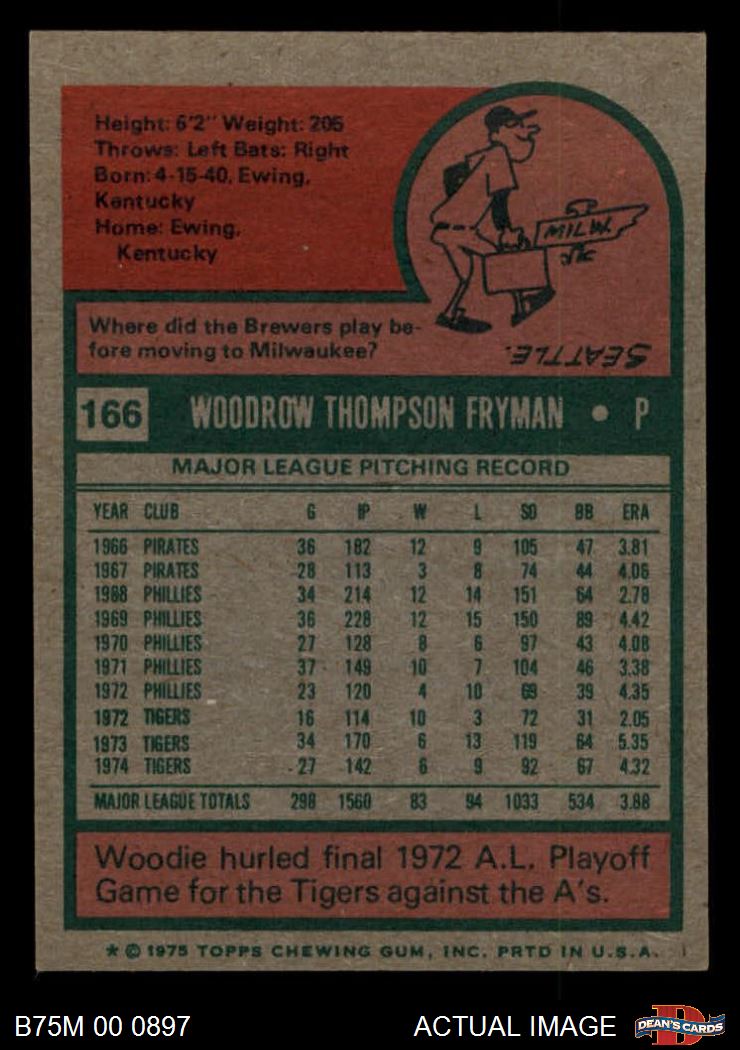 Height: 6'2" Weight: 205
Throws: Left Bats: Right
Born: 4-15-40, Ewing,
Kentucky
Home: Ewing,
Kentucky
MILW.
Where did the Brewers play be-
fore moving to Milwaukee?
SEATTLE.
166 WOODROW THOMPSON FRYMAN • P
MAJOR LEAGUE PITCHING RECORD
YEAR CLUB G IP W L SO BB ERA
1966 PIRATES 36 182 12 9 105 47 3.81
1967 PIRATES 28 113 3 8 74 44 4.06
1968 PHILLIES 34 214 12 14 151 64 2.78
1969 PHILLIES 36 228 12 15 150 89 4.42
1970 PHILLIES 27 128 8 6 97 43 4.08
1971 PHILLIES 37 149 10 7 104 46 3.38
1972 PHILLIES 23 120 4 10 69 39 4.35
1972 TIGERS 16 114 10 3 72 31 2.05
1973 TIGERS 34 170 6 13 119 64 5.35
1974 TIGERS 27 142 6 9 92 67 4.32
MAJOR LEAGUE TOTALS 298 1560 83 94 1033 534 3.88
Woodie hurled final 1972 A.L. Playoff
Game for the Tigers against the A's.
* © 1975 TOPPS CHEWING GUM, INC. PRTD IN U.S.A.
B75M 00 0897 ACTUAL IMAGE DEAN'S CARDS